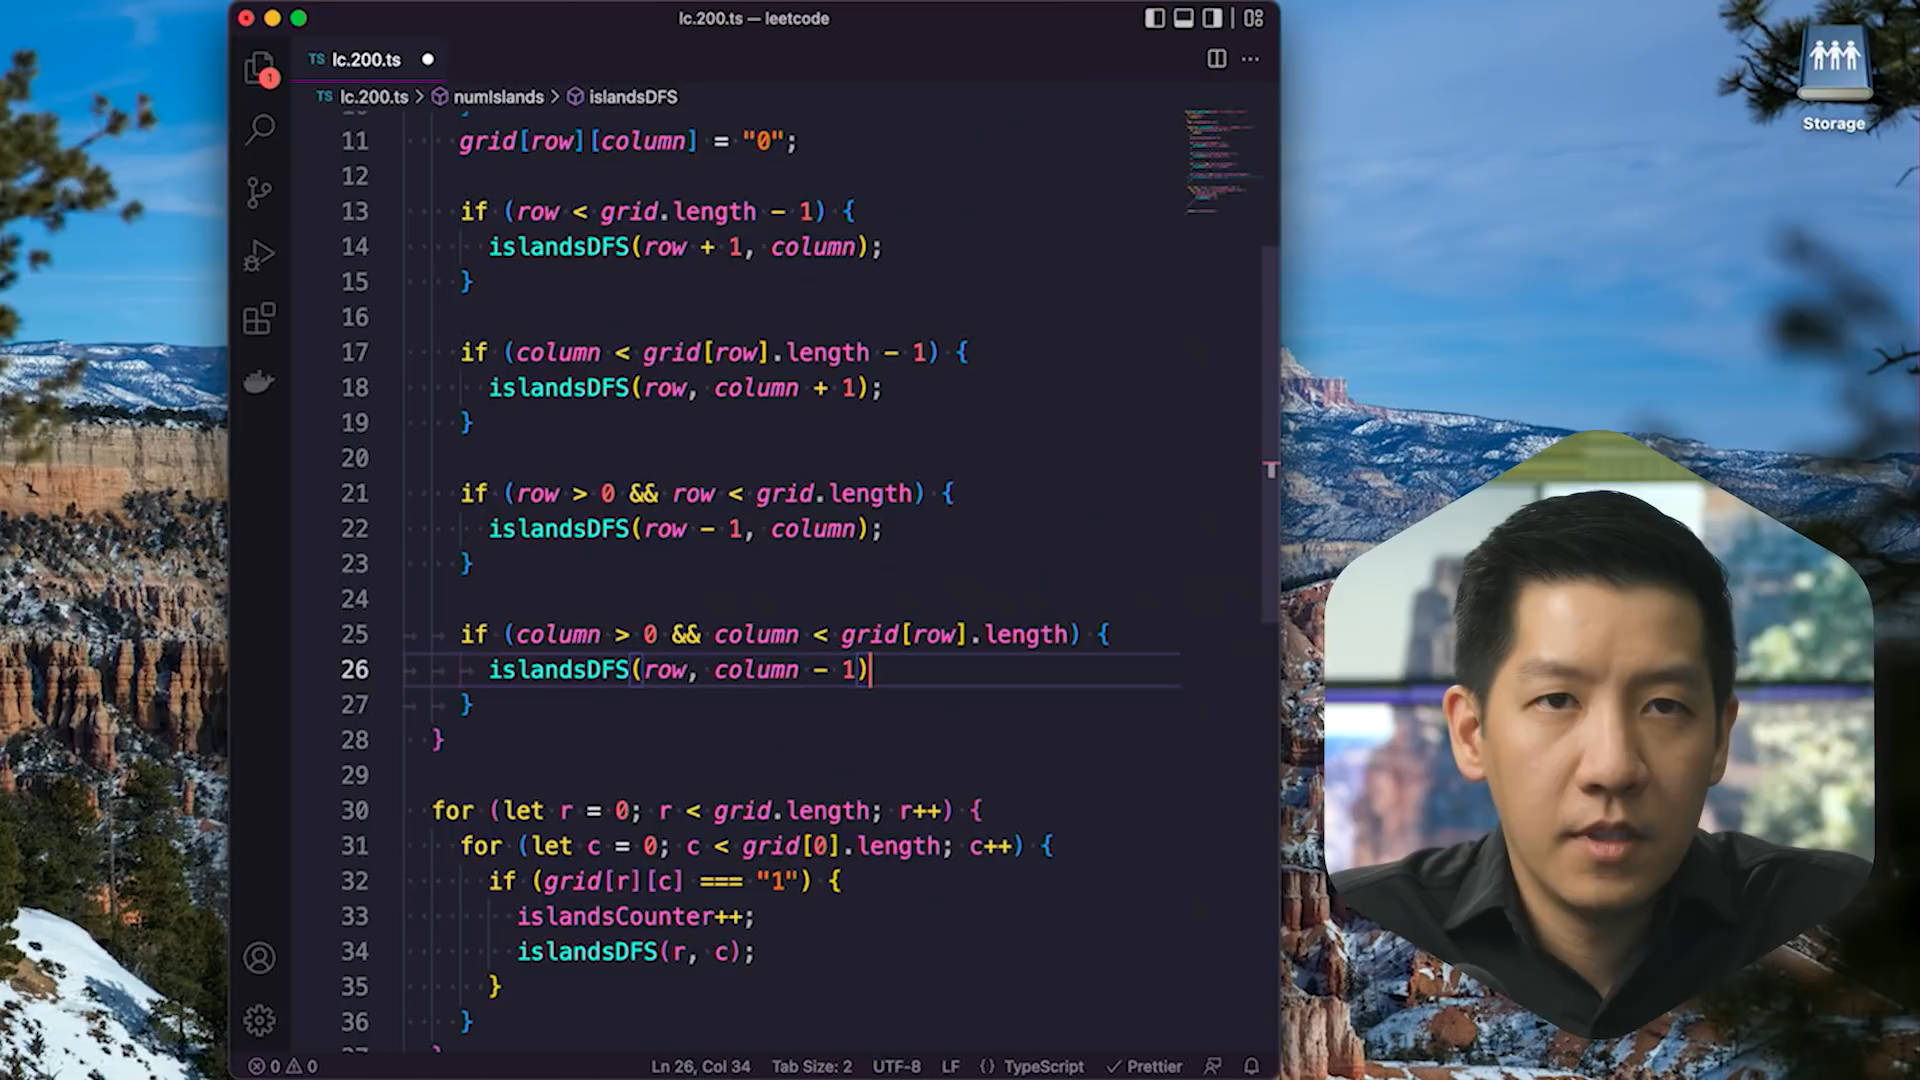 lc.200.ts — leetcode
TS lc.200.ts
1
TS lc.200.ts > numIslands > islandsDFS
11 grid[row][column] = "0";
12
13 if (row < grid.length - 1) {
14 islandsDFS(row + 1, column);
15 }
16
17 if (column < grid[row].length - 1) {
18 islandsDFS(row, column + 1);
19 }
20
21 if (row > 0 && row < grid.length) {
22 islandsDFS(row - 1, column);
23 }
24
25 if (column > 0 && column < grid[row].length) {
26 islandsDFS(row, column - 1)
27 }
28 }
29
30 for (let r = 0; r < grid.length; r++) {
31 for (let c = 0; c < grid[0].length; c++) {
32 if (grid[r][c] === "1") {
33 islandsCounter++;
34 islandsDFS(r, c);
35 }
36 }
0 0 Ln 26, Col 34 Tab Size: 2 UTF-8 LF {} TypeScript Prettier
Storage